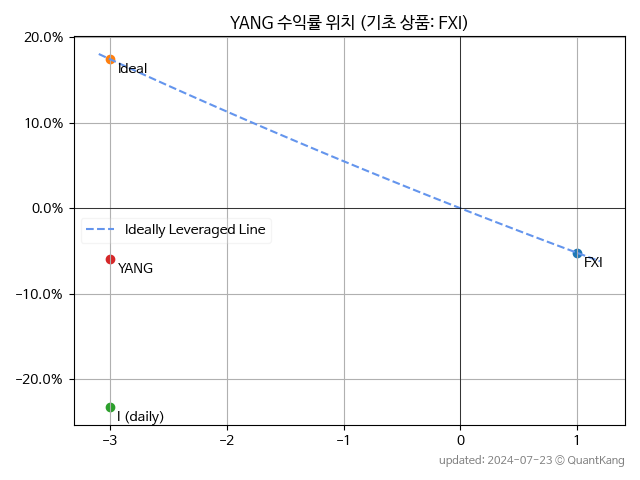 YANG 수익률 위치 (기초 상품: FXI)
20.0%
Ideal
10.0%
0.0%
Ideally Leveraged Line
FXI
YANG
−10.0%
−20.0%
I (daily)
−3
−2
−1
0
1
updated: 2024-07-23 © QuantKang